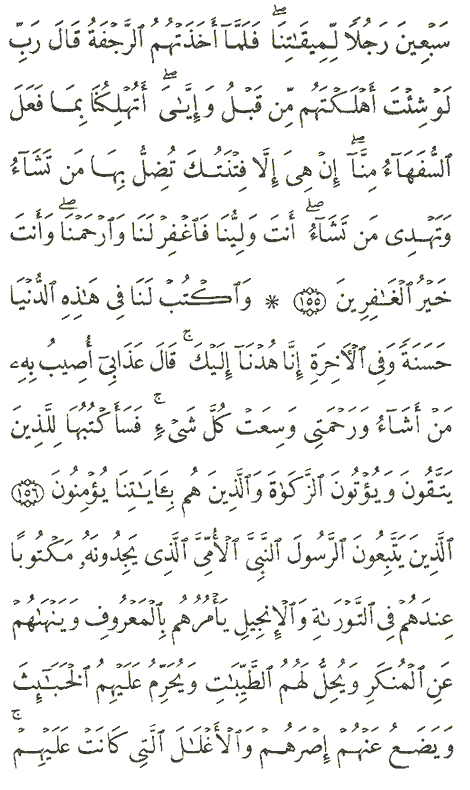 سَبۡعِينَ رَجُلٗا لِّمِيقَٰتِنَاۖ فَلَمَّآ أَخَذَتۡهُمُ ٱلرَّجۡفَةُ قَالَ رَبِّ
لَوۡ شِئۡتَ أَهۡلَكۡتَهُم مِّن قَبۡلُ وَإِيَّٰيَۖ أَتُهۡلِكُنَا بِمَا فَعَلَ
ٱلسُّفَهَآءُ مِنَّآۖ إِنۡ هِيَ إِلَّا فِتۡنَتُكَ تُضِلُّ بِهَا مَن تَشَآءُ
وَتَهۡدِي مَن تَشَآءُۖ أَنتَ وَلِيُّنَا فَٱغۡفِرۡ لَنَا وَٱرۡحَمۡنَاۖ وَأَنتَ
خَيۡرُ ٱلۡغَٰفِرِينَ ١٥٥ * وَٱكۡتُبۡ لَنَا فِي هَٰذِهِ ٱلدُّنۡيَا
حَسَنَةٗ وَفِي ٱلۡأٓخِرَةِ إِنَّا هُدۡنَآ إِلَيۡكَۚ قَالَ عَذَابِيٓ أُصِيبُ بِهِۦ
مَنۡ أَشَآءُ وَرَحۡمَتِي وَسِعَتۡ كُلَّ شَيۡءٖۚ فَسَأَكۡتُبُهَا لِلَّذِينَ
يَتَّقُونَ وَيُؤۡتُونَ ٱلزَّكَوٰةَ وَٱلَّذِينَ هُم بِـَٔايَٰتِنَا يُؤۡمِنُونَ ١٥٦
ٱلَّذِينَ يَتَّبِعُونَ ٱلرَّسُولَ ٱلنَّبِيَّ ٱلۡأُمِّيَّ ٱلَّذِي يَجِدُونَهُۥ مَكۡتُوبًا
عِندَهُمۡ فِي ٱلتَّوۡرَىٰةِ وَٱلۡإِنجِيلِ يَأۡمُرُهُم بِٱلۡمَعۡرُوفِ وَيَنۡهَىٰهُمۡ
عَنِ ٱلۡمُنكَرِ وَيُحِلُّ لَهُمُ ٱلطَّيِّبَٰتِ وَيُحَرِّمُ عَلَيۡهِمُ ٱلۡخَبَٰٓئِثَ
وَيَضَعُ عَنۡهُمۡ إِصۡرَهُمۡ وَٱلۡأَغۡلَٰلَ ٱلَّتِي كَانَتۡ عَلَيۡهِمۡۚ